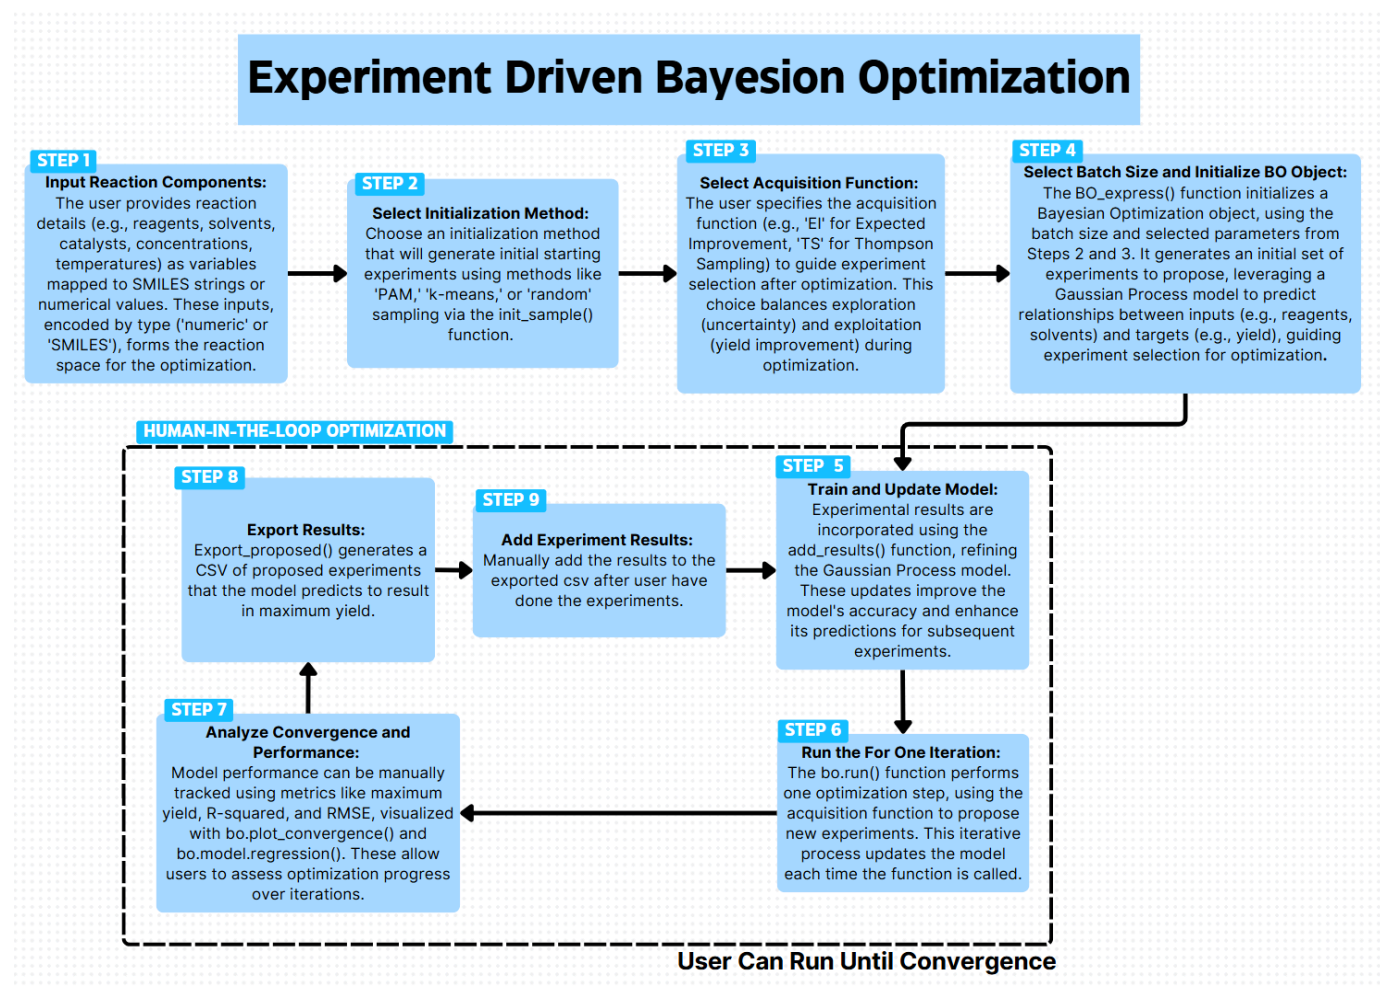 Experiment Driven Bayesion Optimization
STEP 1
Input Reaction Components:
The user provides reaction
details (e.g., reagents, solvents,
catalysts, concentrations,
temperatures) as variables
mapped to SMILES strings or
numerical values. These inputs,
encoded by type ('numeric' or
'SMILES'), forms the reaction
space for the optimization.
STEP 2
Select Initialization Method:
Choose an initialization method
that will generate initial starting
experiments using methods like
'PAM,' 'k-means,' or 'random'
sampling via the init_sample()
function.
STEP 3
Select Acquisition Function:
The user specifies the acquisition
function (e.g., 'EI' for Expected
Improvement, 'TS' for Thompson
Sampling) to guide experiment
selection after optimization. This
choice balances exploration
(uncertainty) and exploitation
(yield improvement) during
optimization.
STEP 4
Select Batch Size and Initialize BO Object:
The BO_express() function initializes a
Bayesian Optimization object, using the
batch size and selected parameters from
Steps 2 and 3. It generates an initial set of
experiments to propose, leveraging a
Gaussian Process model to predict
relationships between inputs (e.g., reagents,
solvents) and targets (e.g., yield), guiding
experiment selection for optimization.
HUMAN-IN-THE-LOOP OPTIMIZATION
STEP 5
Train and Update Model:
Experimental results are
incorporated using the
add_results() function, refining
the Gaussian Process model.
These updates improve the
model's accuracy and enhance
its predictions for subsequent
experiments.
STEP 6
Run the For One Iteration:
The bo.run() function performs
one optimization step, using the
acquisition function to propose
new experiments. This iterative
process updates the model
each time the function is called.
STEP 7
Analyze Convergence and
Performance:
Model performance can be manually
tracked using metrics like maximum
yield, R-squared, and RMSE, visualized
with bo.plot_convergence() and
bo.model.regression(). These allow
users to assess optimization progress
over iterations.
STEP 8
Export Results:
Export_proposed() generates a
CSV of proposed experiments
that the model predicts to result
in maximum yield.
STEP 9
Add Experiment Results:
Manually add the results to the
exported csv after user have
done the experiments.
User Can Run Until Convergence